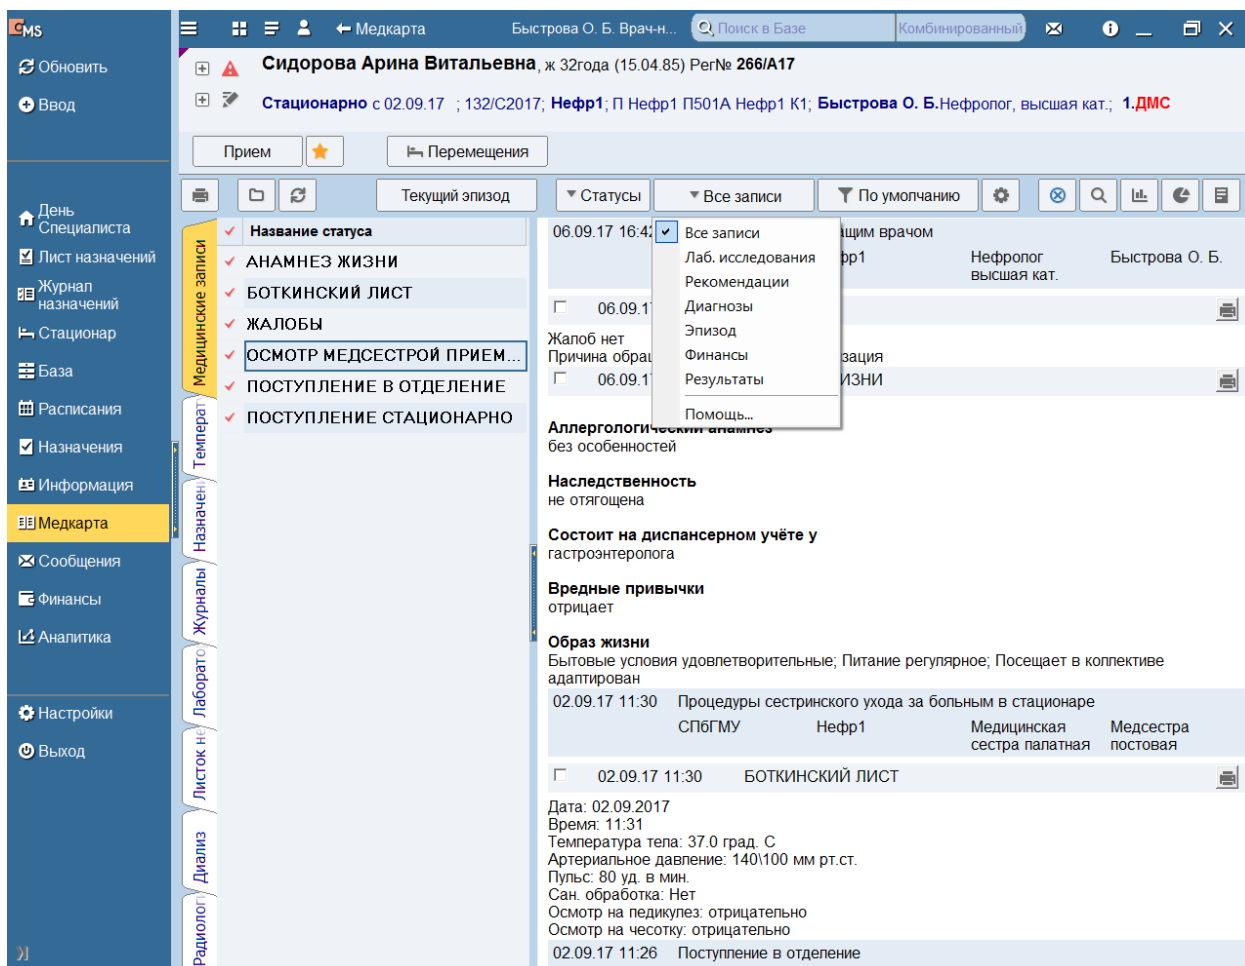 CMS
Медкарта
Быстрова О. Б. Врач-н...
Поиск в Базе
Комбинированный
Обновить
Ввод
День
Специалиста
Лист назначений
Журнал
назначений
Стационар
База
Расписания
Назначения
Информация
Медкарта
Сообщения
Финансы
Аналитика
Настройки
Выход
Сидорова Арина Витальевна, ж 32года (15.04.85) Рег№ 266/А17
Стационарно с 02.09.17 ; 132/С2017; Нефр1; П Нефр1 П501А Нефр1 К1; Быстрова О. Б.Нефролог, высшая кат.; 1.ДМС
Прием
Перемещения
Текущий эпизод
Статусы
Все записи
По умолчанию
Медицинские записи
Температ
Назначен
Журналы
Лаборато
Листок не
Диализ
Радиолог
Название статуса
АНАМНЕЗ ЖИЗНИ
БОТКИНСКИЙ ЛИСТ
ЖАЛОБЫ
ОСМОТР МЕДСЕСТРОЙ ПРИЕМ...
ПОСТУПЛЕНИЕ В ОТДЕЛЕНИЕ
ПОСТУПЛЕНИЕ СТАЦИОНАРНО
Все записи
Лаб. исследования
Рекомендации
Диагнозы
Эпизод
Финансы
Результаты
Помощь...
06.09.17 16:42 ащим врачом
фр1 Нефролог Быстрова О. Б.
высшая кат.
06.09.1
Жалоб нет
Причина обращ зация
06.09.1 ИЗНИ
Аллергологический анамнез
без особенностей
Наследственность
не отягощена
Состоит на диспансерном учёте у
гастроэнтеролога
Вредные привычки
отрицает
Образ жизни
Бытовые условия удовлетворительные; Питание регулярное; Посещает в коллективе
адаптирован
02.09.17 11:30 Процедуры сестринского ухода за больным в стационаре
СПбГМУ Нефр1 Медицинская Медсестра
сестра палатная постовая
02.09.17 11:30 БОТКИНСКИЙ ЛИСТ
Дата: 02.09.2017
Время: 11:31
Температура тела: 37.0 град. С
Артериальное давление: 140\100 мм рт.ст.
Пульс: 80 уд. в мин.
Сан. обработка: Нет
Осмотр на педикулез: отрицательно
Осмотр на чесотку: отрицательно
02.09.17 11:26 Поступление в отделение